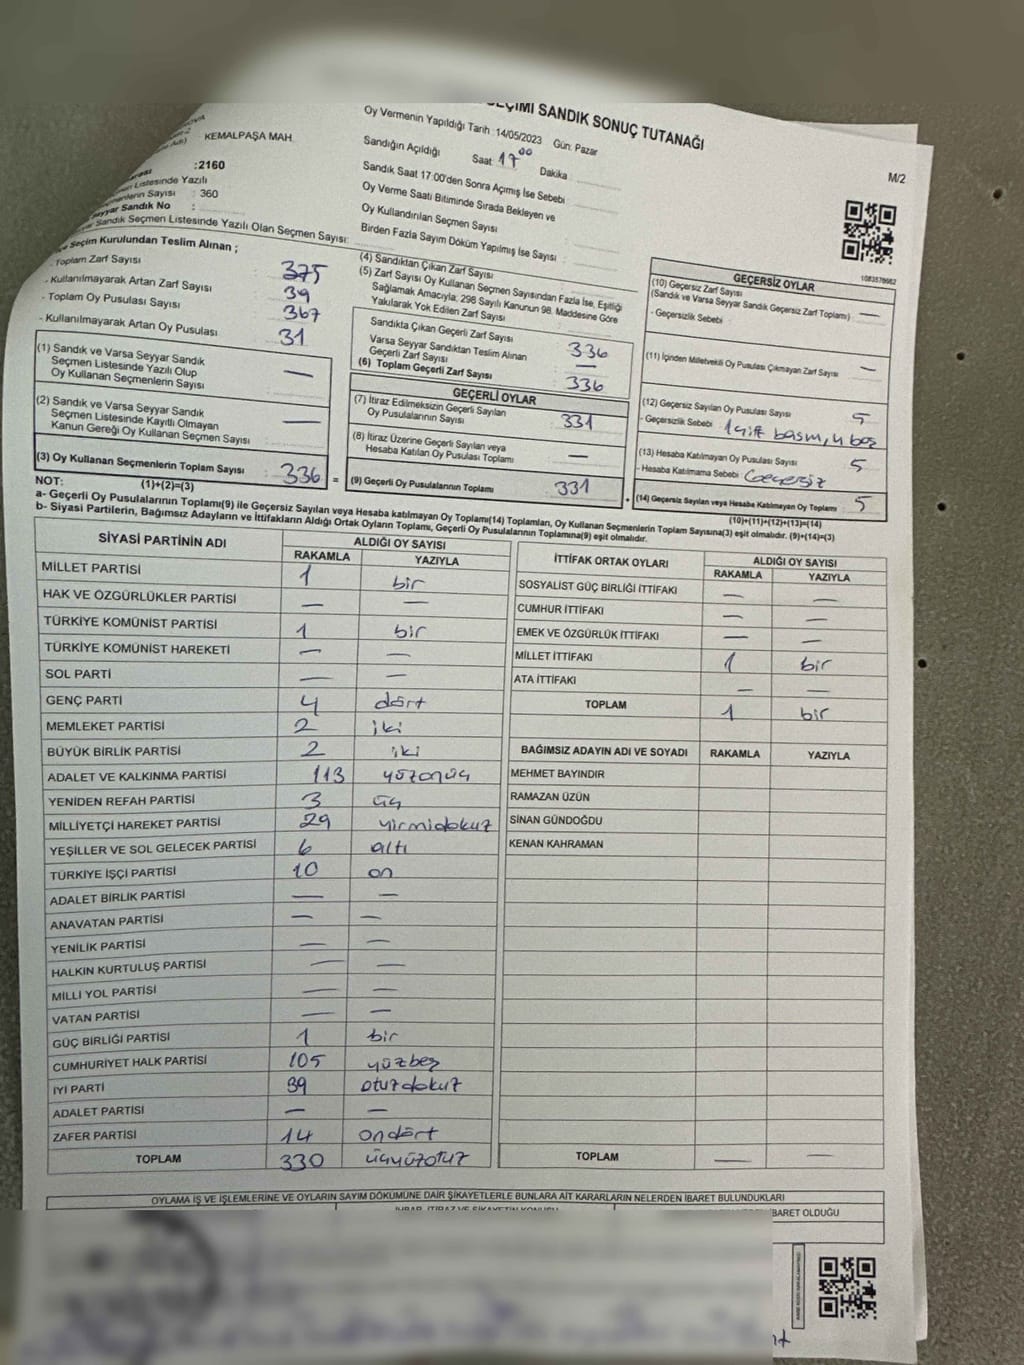 SEÇİMİ SANDIK SONUÇ TUTANAĞI
Oy Vermenin Yapıldığı Tarih :14/05/2023 Gün: Pazar
KEMALPAŞA MAH.
Sandığın Açıldığı Saat 17 00 Dakika
:2160
M/2
Listesinde Yazılı
Seçmenlerin Sayısı : 360
Seyyar Sandık No :
Seyyar Sandık Seçmen Listesinde Yazılı Olan Seçmen Sayısı:
Sandık Saat 17:00'den Sonra Açımış İse Sebebi :
Oy Verme Saati Bitiminde Sırada Bekleyen ve
Oy Kullandırılan Seçmen Sayısı :
Birden Fazla Sayım Döküm Yapılmış İse Sayısı :
1083578662
Seçim Kurulundan Teslim Alınan ;
- Toplam Zarf Sayısı 375
- Kullanılmayarak Artan Zarf Sayısı 39
- Toplam Oy Pusulası Sayısı 367
- Kullanılmayarak Artan Oy Pusulası 31
(1) Sandık ve Varsa Seyyar Sandık
Seçmen Listesinde Yazılı Olup
Oy Kullanan Seçmenlerin Sayısı —
(2) Sandık ve Varsa Seyyar Sandık
Seçmen Listesinde Kayıtlı Olmayan
Kanun Gereği Oy Kullanan Seçmen Sayısı —
(3) Oy Kullanan Seçmenlerin Toplam Sayısı 336 =
(1)+(2)=(3)
(4) Sandıktan Çıkan Zarf Sayısı
(5) Zarf Sayısı Oy Kullanan Seçmen Sayısından Fazla İse, Eşitliği
Sağlamak Amacıyla; 298 Sayılı Kanunun 98. Maddesine Göre
Yakılarak Yok Edilen Zarf Sayısı
Sandıkta Çıkan Geçerli Zarf Sayısı 336
Varsa Seyyar Sandıktan Teslim Alınan
Geçerli Zarf Sayısı —
(6) Toplam Geçerli Zarf Sayısı 336
GEÇERLİ OYLAR
(7) İtiraz Edilmeksizin Geçerli Sayılan
Oy Pusulalarının Sayısı 331
(8) İtiraz Üzerine Geçerli Sayılan veya
Hesaba Katılan Oy Pusulası Toplamı —
(9) Geçerli Oy Pusulalarının Toplamı 331
GEÇERSİZ OYLAR
(10) Geçersiz Zarf Sayısı
(Sandık ve Varsa Seyyar Sandık Geçersiz Zarf Toplamı) —
- Geçersizlik Sebebi
(11) İçinden Milletvekili Oy Pusulası Çıkmayan Zarf Sayısı —
(12) Geçersiz Sayılan Oy Pusulası Sayısı 5
- Geçersizlik Sebebi : 1 çift basm, 4 boş
(13) Hesaba Katılmayan Oy Pusulası Sayısı 5
- Hesaba Katılmama Sebebi Geçersiz
(14) Geçersiz Sayılan veya Hesaba Katılmayan Oy Toplamı 5
(10)+(11)+(12)+(13)=(14)
NOT:
a- Geçerli Oy Pusulalarının Toplamı(9) ile Geçersiz Sayılan veya Hesaba katılmayan Oy Toplamı(14) Toplamları, Oy Kullanan Seçmenlerin Toplam Sayısına(3) eşit olmalıdır. (9)+(14)=(3)
b- Siyasi Partilerin, Bağımsız Adayların ve İttifakların Aldığı Ortak Oyların Toplamı, Geçerli Oy Pusulalarının Toplamına(9) eşit olmalıdır.
SİYASİ PARTİNİN ADI ALDIĞI OY SAYISI
RAKAMLA YAZIYLA
MİLLET PARTİSİ 1 bir
HAK VE ÖZGÜRLÜKLER PARTİSİ — —
TÜRKİYE KOMÜNİST PARTİSİ 1 bir
TÜRKİYE KOMÜNİST HAREKETİ — —
SOL PARTİ — —
GENÇ PARTİ 4 dört
MEMLEKET PARTİSİ 2 iki
BÜYÜK BİRLİK PARTİSİ 2 iki
ADALET VE KALKINMA PARTİSİ 113 yüzonüç
YENİDEN REFAH PARTİSİ 3 üç
MİLLİYETÇİ HAREKET PARTİSİ 29 yirmidokuz
YEŞİLLER VE SOL GELECEK PARTİSİ 6 altı
TÜRKİYE İŞÇİ PARTİSİ 10 on
ADALET BİRLİK PARTİSİ — —
ANAVATAN PARTİSİ — —
YENİLİK PARTİSİ — —
HALKIN KURTULUŞ PARTİSİ — —
MİLLİ YOL PARTİSİ — —
VATAN PARTİSİ — —
GÜÇ BİRLİĞİ PARTİSİ 1 bir
CUMHURİYET HALK PARTİSİ 105 yüzbeş
İYİ PARTİ 39 otuzdokuz
ADALET PARTİSİ — —
ZAFER PARTİSİ 14 ondört
TOPLAM 330 üçyüzotuz
İTTİFAK ORTAK OYLARI ALDIĞI OY SAYISI
RAKAMLA YAZIYLA
SOSYALİST GÜÇ BİRLİĞİ İTTİFAKI — —
CUMHUR İTTİFAKI — —
EMEK VE ÖZGÜRLÜK İTTİFAKI — —
MİLLET İTTİFAKI 1 bir
ATA İTTİFAKI — —
TOPLAM 1 bir
BAĞIMSIZ ADAYIN ADI VE SOYADI RAKAMLA YAZIYLA
MEHMET BAYINDIR
RAMAZAN ÜZÜN
SİNAN GÜNDOĞDU
KENAN KAHRAMAN
TOPLAM — —
OYLAMA İŞ VE İŞLEMLERİNE VE OYLARIN SAYIM DÖKÜMÜNE DAİR ŞİKAYETLERLE BUNLARA AİT KARARLARIN NELERDEN İBARET BULUNDUKLARI
İHBAR, İTİRAZ VE ŞİKAYETİN KONUSU
İBARET OLDUĞU